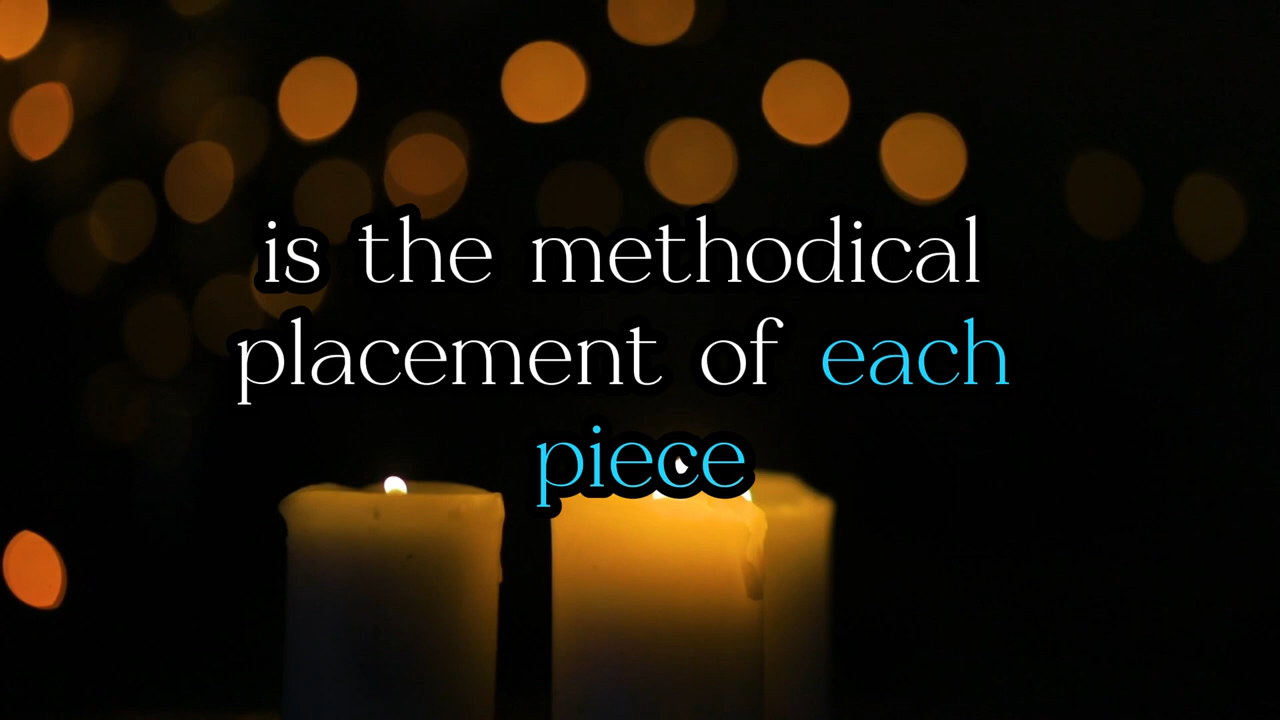 is the methodical
placement of each
piece